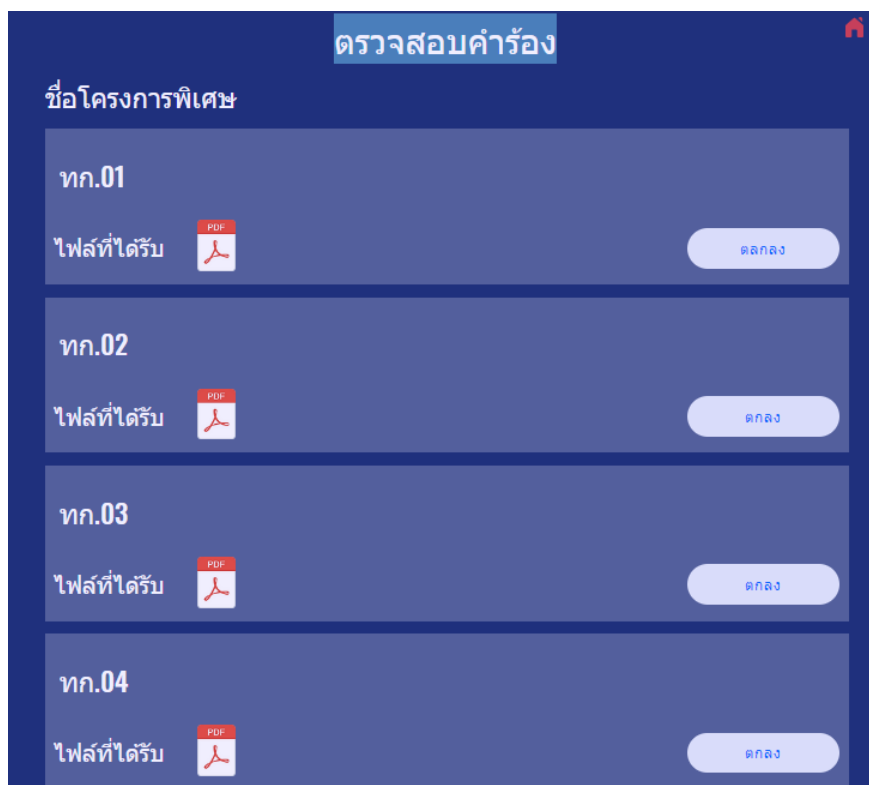 ตรวจสอบคำร้อง
ชื่อโครงการพิเศษ
ทก.01
ไฟล์ที่ได้รับ PDF ตลกลง
ทก.02
ไฟล์ที่ได้รับ PDF ตกลง
ทก.03
ไฟล์ที่ได้รับ PDF ตกลง
ทก.04
ไฟล์ที่ได้รับ PDF ตกลง